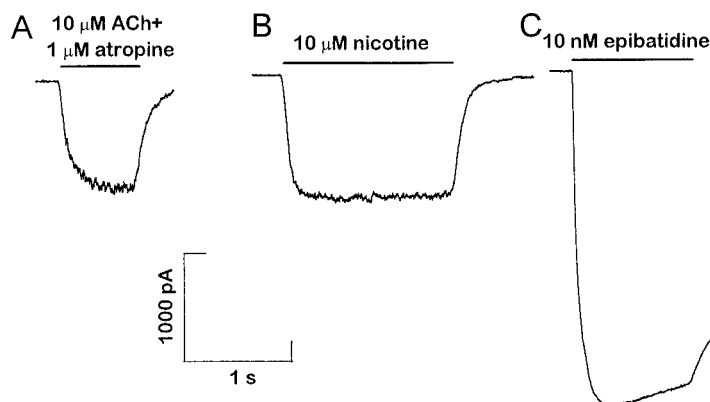 A
10 μM ACh+
1 μM atropine
B
10 μM nicotine
C
10 nM epibatidine
1000 pA
1 s